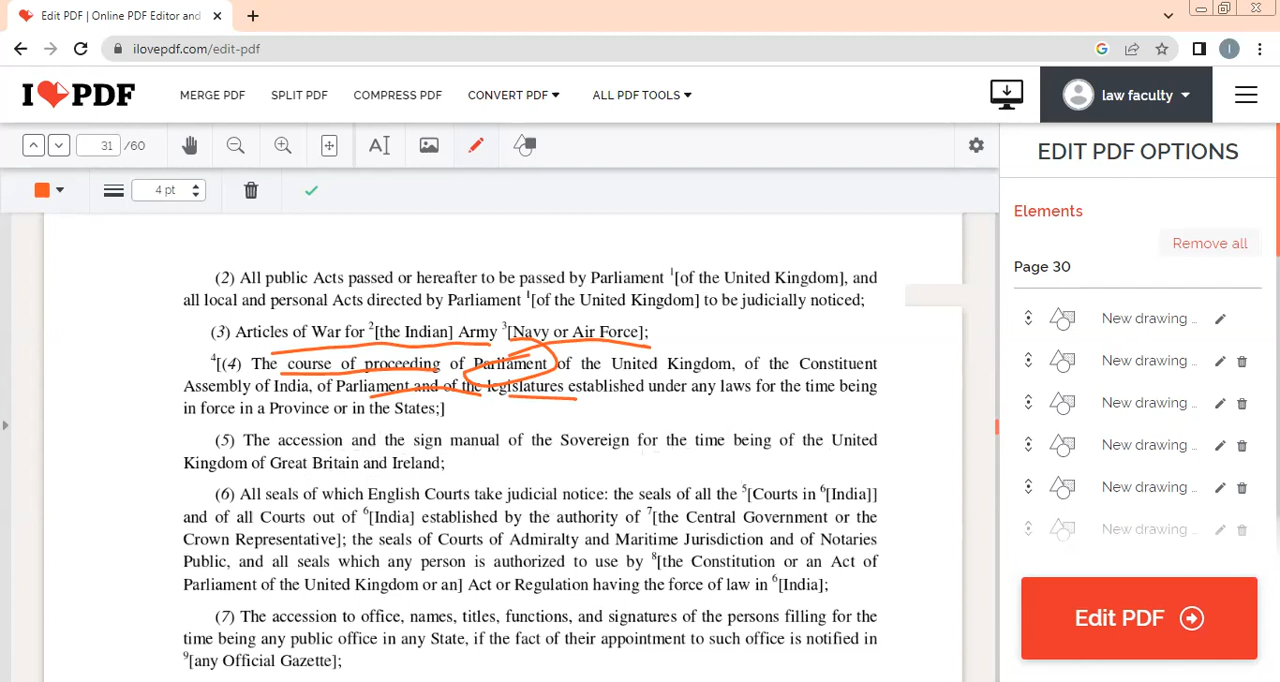 Edit PDF | Online PDF Editor and
ilovepdf.com/edit-pdf
I PDF
MERGE PDF
SPLIT PDF
COMPRESS PDF
CONVERT PDF
ALL PDF TOOLS
law faculty
31 /60
EDIT PDF OPTIONS
4 pt
Elements
Remove all
Page 30
New drawing ...
New drawing ...
New drawing ...
New drawing ...
New drawing ...
New drawing ...
Edit PDF
(2) All public Acts passed or hereafter to be passed by Parliament 1[of the United Kingdom], and
all local and personal Acts directed by Parliament 1[of the United Kingdom] to be judicially noticed;
(3) Articles of War for 2[the Indian] Army 3[Navy or Air Force];
4[(4) The course of proceeding of Parliament of the United Kingdom, of the Constituent
Assembly of India, of Parliament and of the legislatures established under any laws for the time being
in force in a Province or in the States;]
(5) The accession and the sign manual of the Sovereign for the time being of the United
Kingdom of Great Britain and Ireland;
(6) All seals of which English Courts take judicial notice: the seals of all the 5[Courts in 6[India]]
and of all Courts out of 6[India] established by the authority of 7[the Central Government or the
Crown Representative]; the seals of Courts of Admiralty and Maritime Jurisdiction and of Notaries
Public, and all seals which any person is authorized to use by 8[the Constitution or an Act of
Parliament of the United Kingdom or an] Act or Regulation having the force of law in 6[India];
(7) The accession to office, names, titles, functions, and signatures of the persons filling for the
time being any public office in any State, if the fact of their appointment to such office is notified in
9[any Official Gazette];